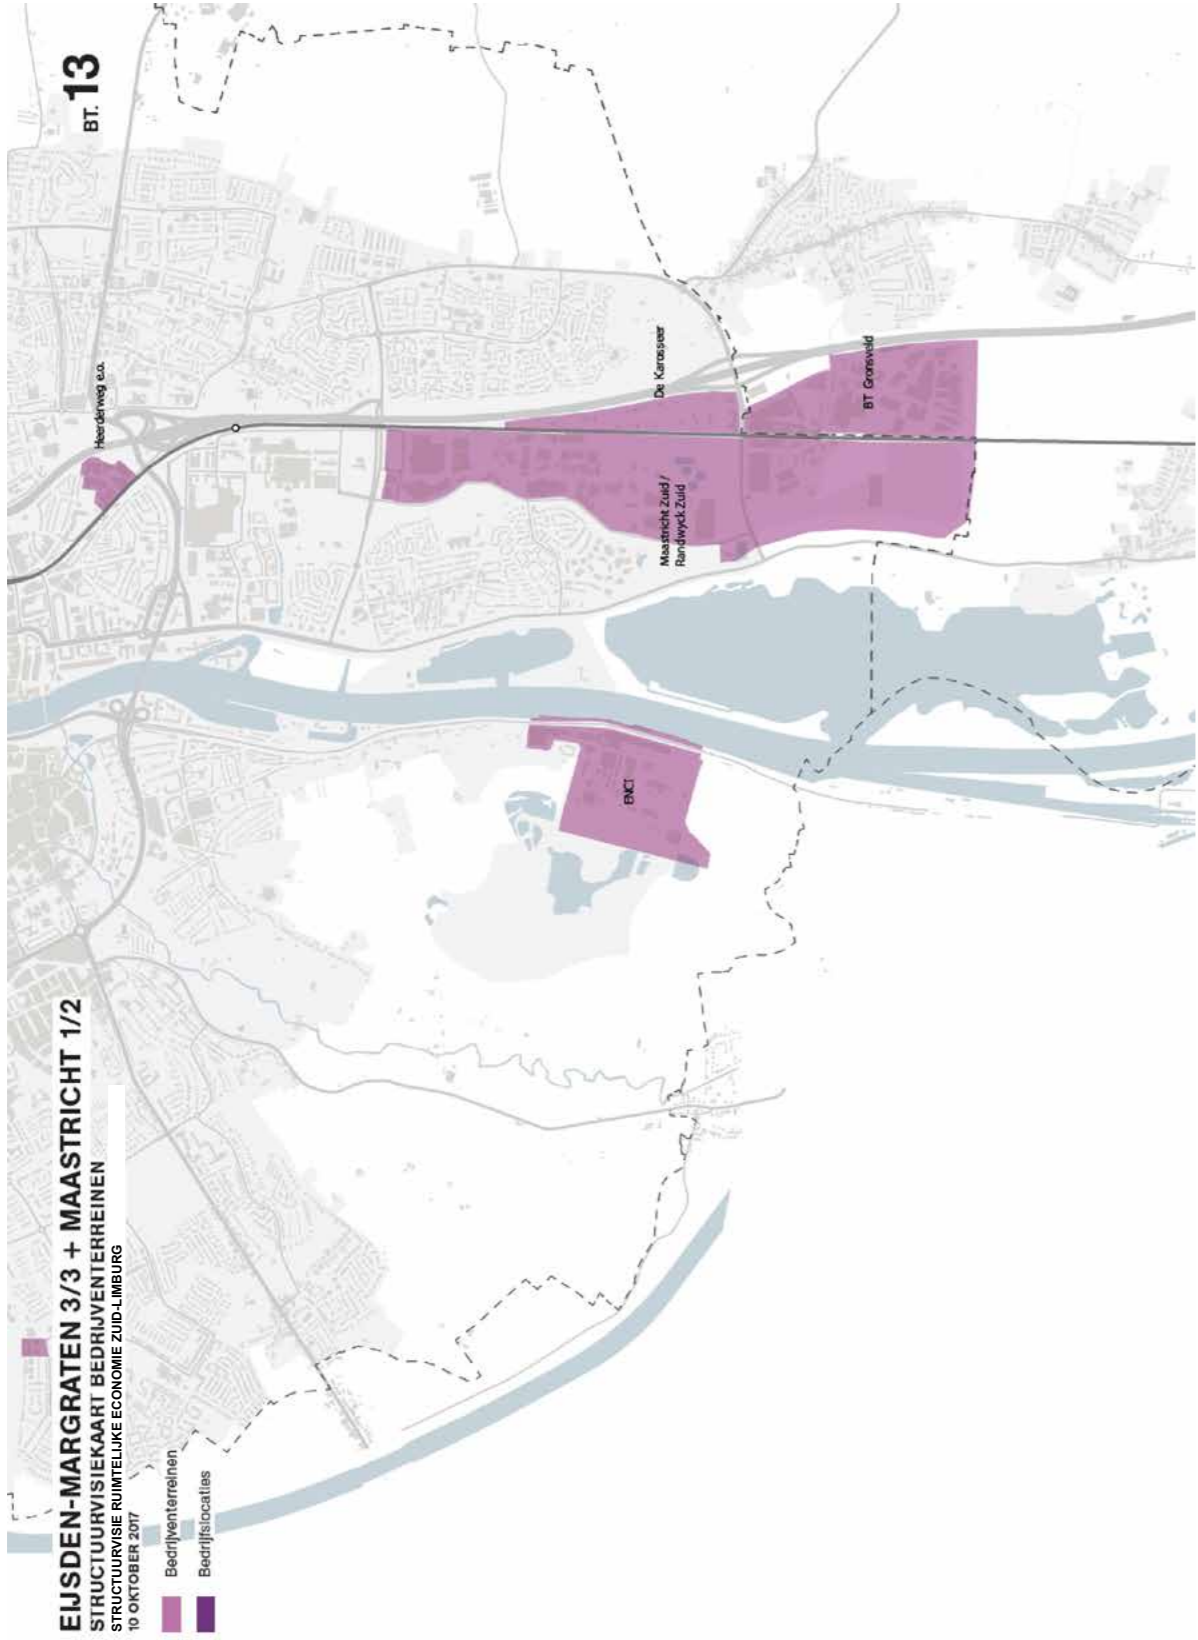 EIJSDEN-MARGRATEN 3/3 + MAASTRICHT 1/2
STRUCTUURVISIEKAART BEDRIJVENTERREINEN
STRUCTUURVISIE RUIMTELIJKE ECONOMIE ZUID-LIMBURG
10 OKTOBER 2017
Bedrijventerreinen
Bedrijfslocaties
BT. 13
Heerderweg e.o.
De Karosseer
BT Gronsveld
Maastricht Zuid /
Randwyck Zuid
ENCI